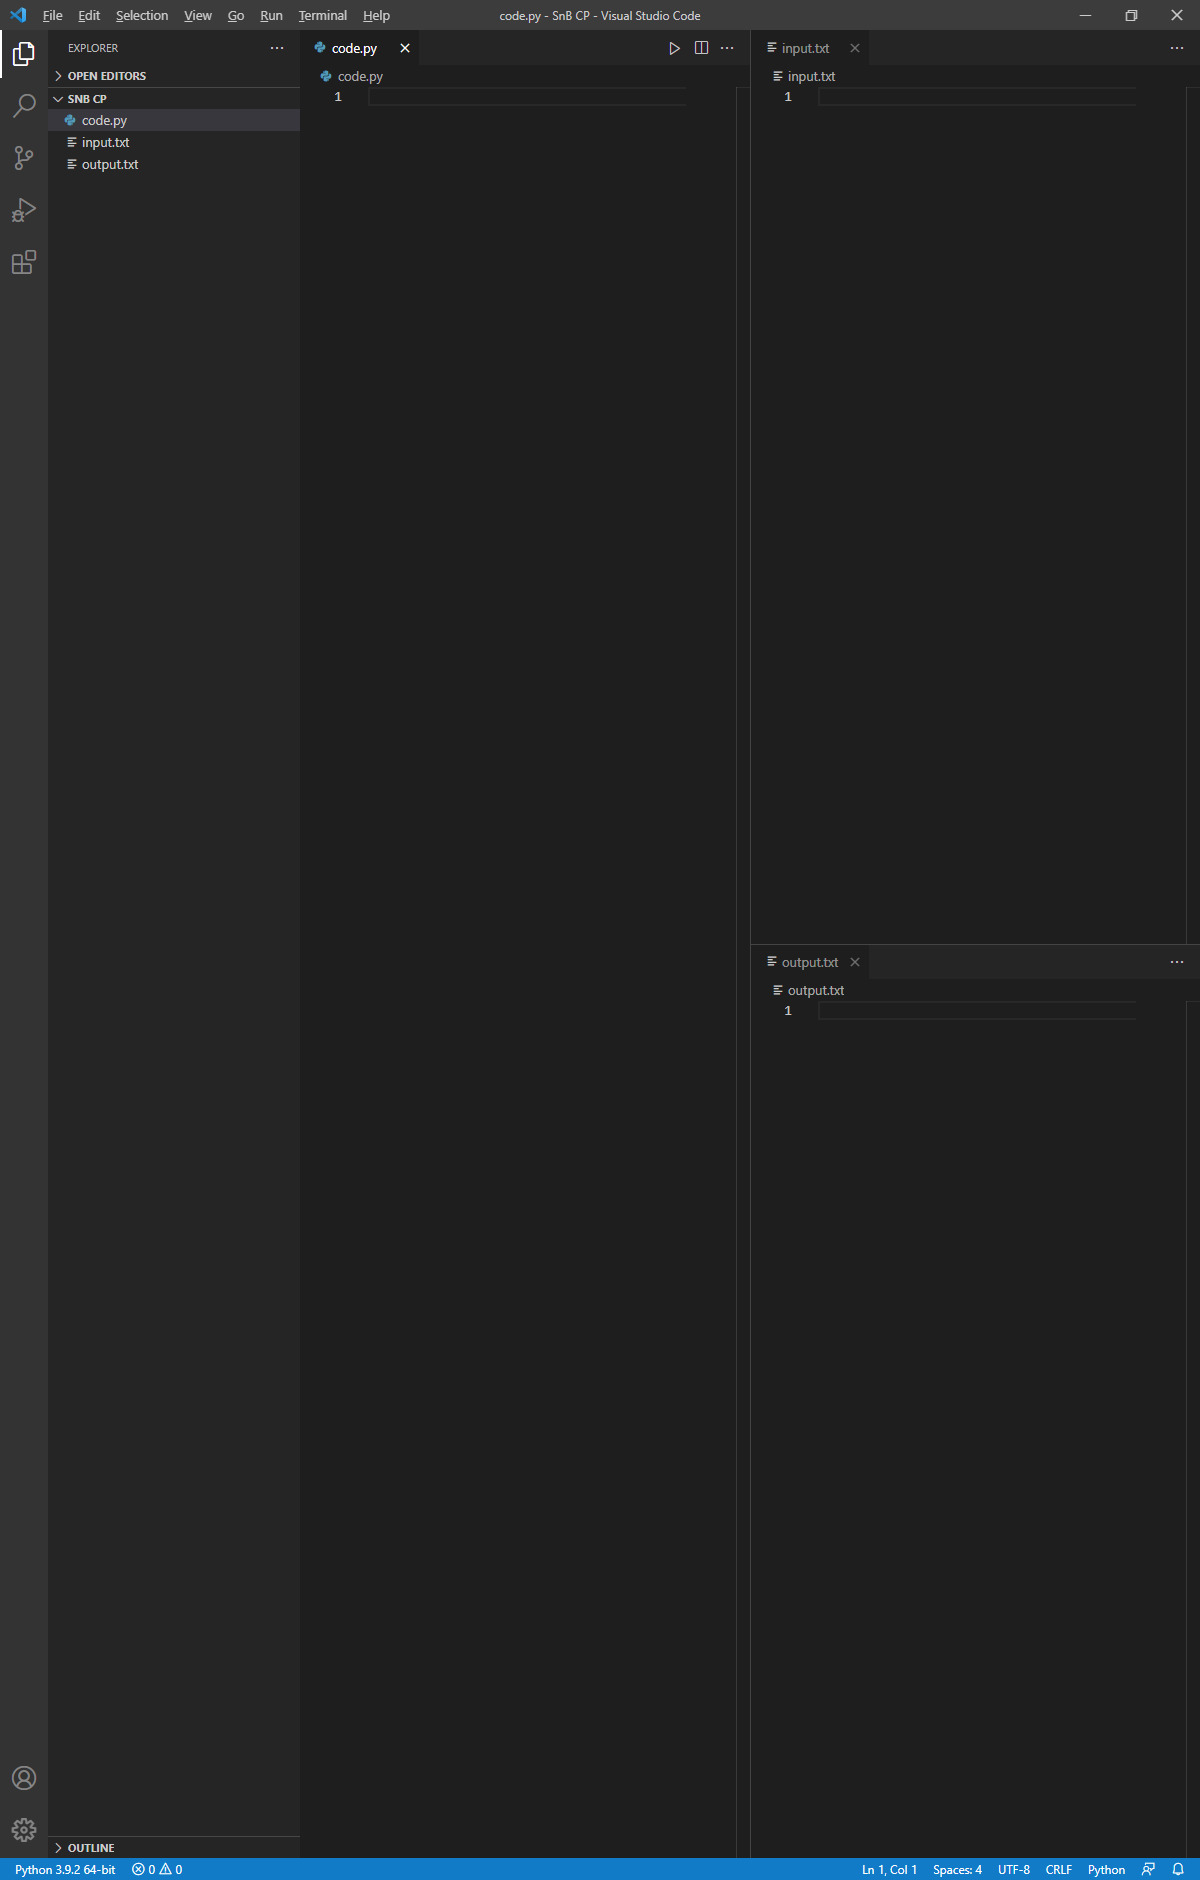 File Edit Selection View Go Run Terminal Help code.py - SnB CP - Visual Studio Code
EXPLORER
OPEN EDITORS
SNB CP
code.py
input.txt
output.txt
OUTLINE
code.py
code.py
1
input.txt
input.txt
1
output.txt
output.txt
1
Python 3.9.2 64-bit 0 0 Ln 1, Col 1 Spaces: 4 UTF-8 CRLF Python